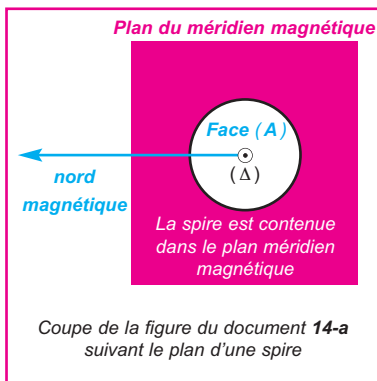 Plan du méridien magnétique
Face (A)
(Δ)
nord
magnétique
La spire est contenue
dans le plan méridien
magnétique
Coupe de la figure du document 14-a
suivant le plan d'une spire